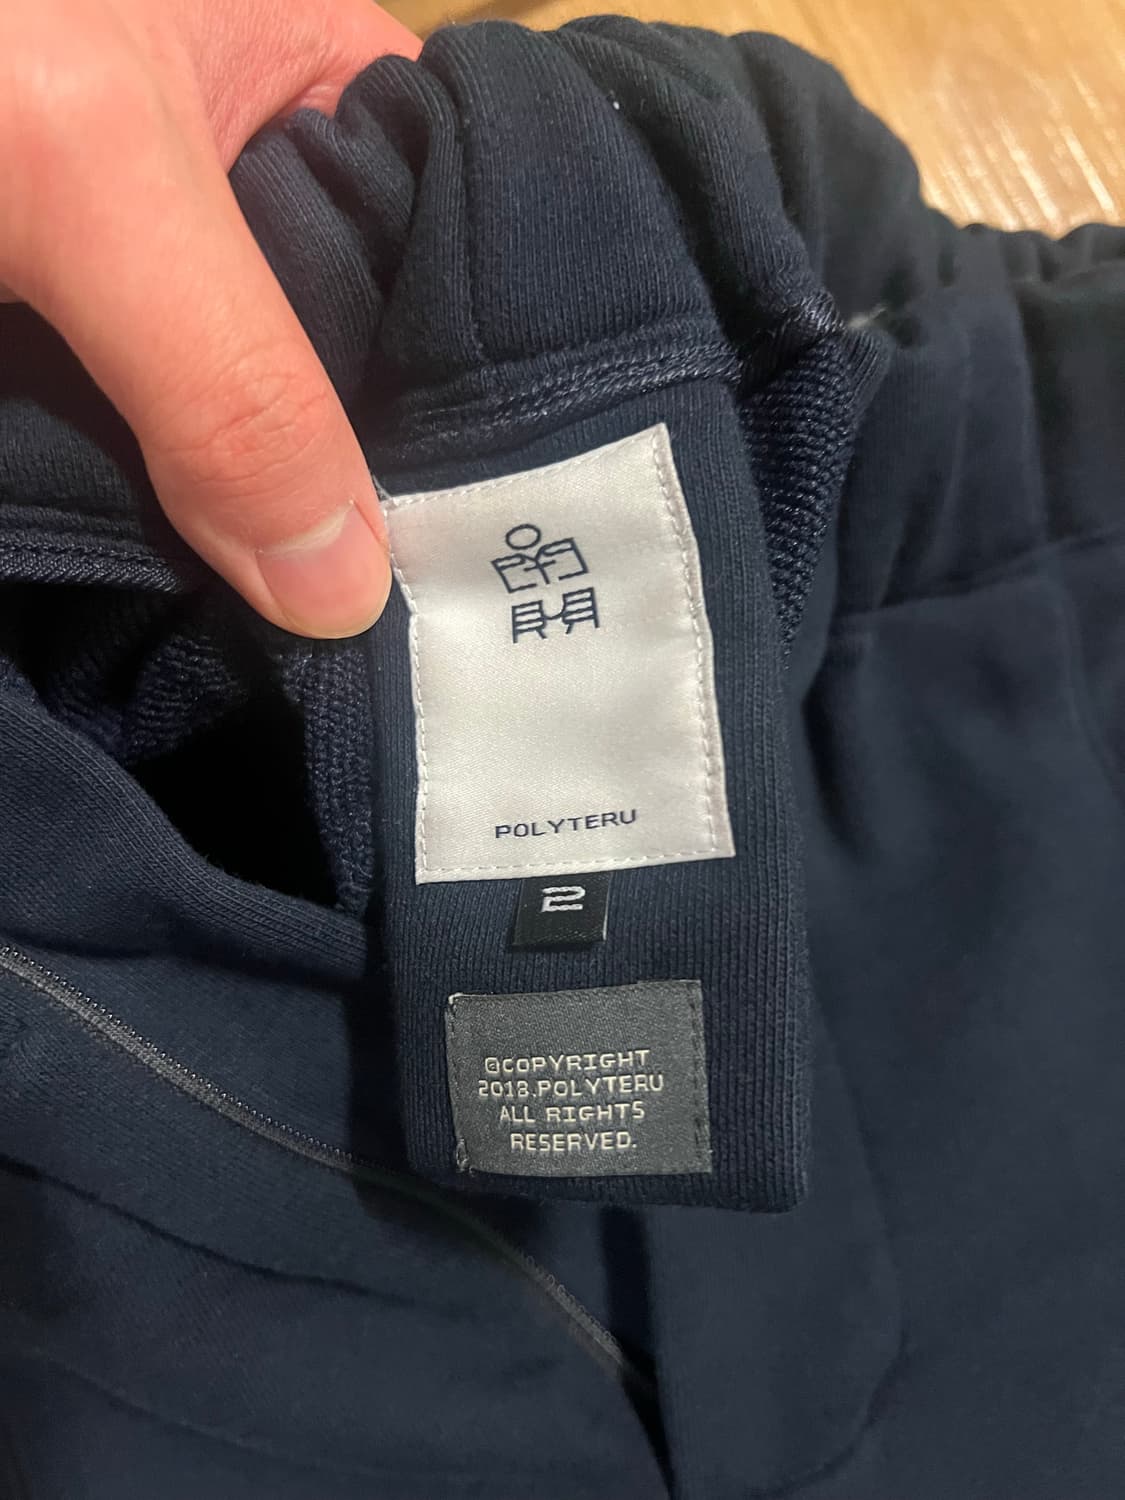 POLYTERU
2
@COPYRIGHT
2018.POLYTERU
ALL RIGHTS
RESERVED.